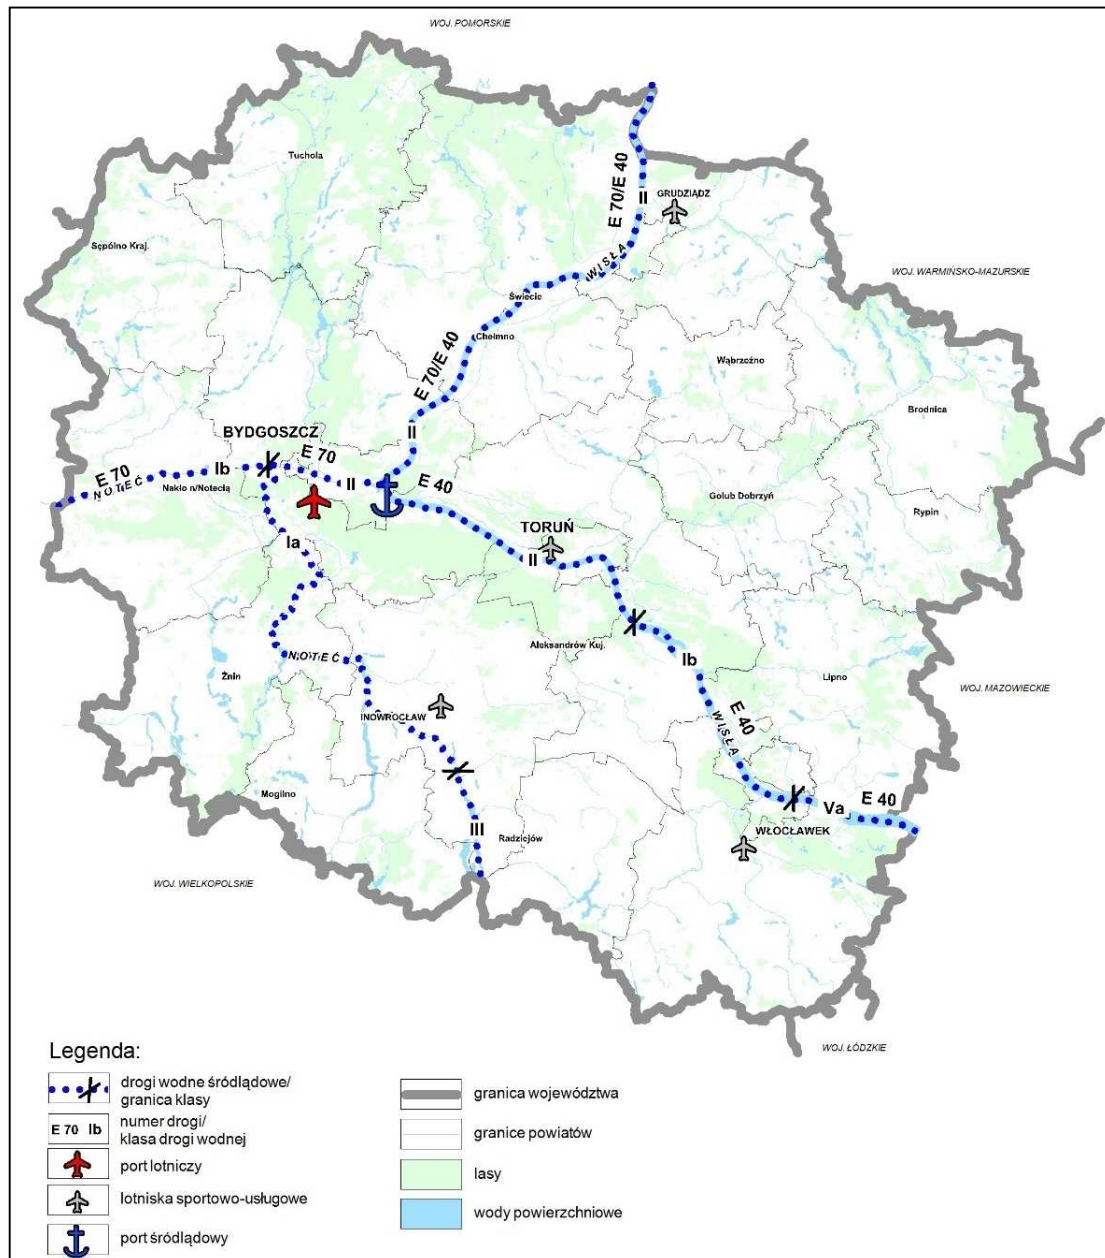 WOJ. POMORSKIE
Tuchola
E 70/E 40
II
GRUDZIĄDZ
Sępólno Kraj.
WISŁA
WOJ. WARMIŃSKO-MAZURSKIE
Świecie
Chełmno
E 70/E 40
Wąbrzeźno
Brodnica
II
BYDGOSZCZ
E 70
NOTEĆ
Ib
E 70
II
E 40
Nakło n/Notecią
Golub Dobrzyń
Rypin
TORUŃ
Ia
II
Aleksandrów Kuj.
NOTEĆ
Ib
Żnin
Lipno
WOJ. MAZOWIECKIE
INOWROCŁAW
E 40
WISŁA
Mogilno
Va
E 40
III
Radziejów
WŁOCŁAWEK
WOJ. WIELKOPOLSKIE
WOJ. ŁÓDZKIE
Legenda:
drogi wodne śródlądowe/
granica klasy
E 70 Ib
numer drogi/
klasa drogi wodnej
port lotniczy
lotniska sportowo-usługowe
port śródlądowy
granica województwa
granice powiatów
lasy
wody powierzchniowe